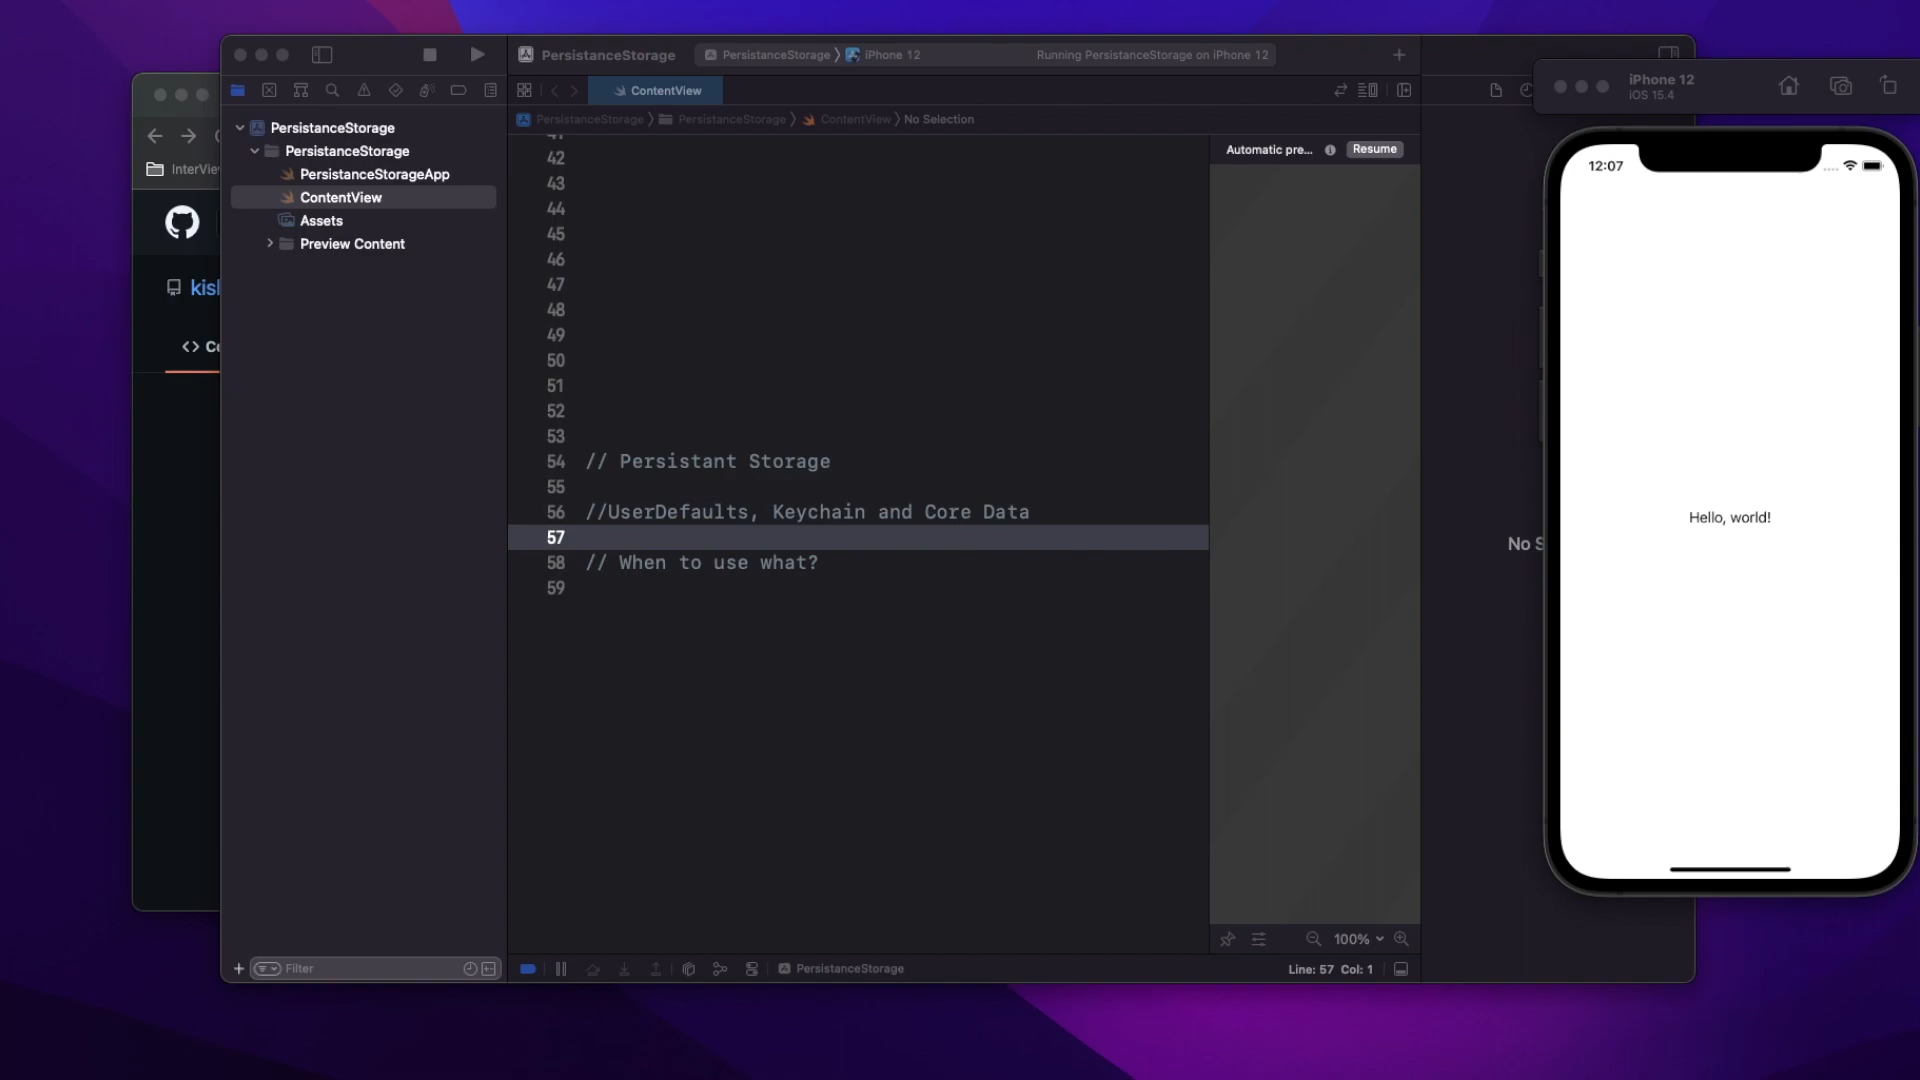 PersistanceStorage
PersistanceStorage
iPhone 12
Running PersistanceStorage on iPhone 12
ContentView
PersistanceStorage
PersistanceStorage
ContentView
No Selection
PersistanceStorage
PersistanceStorage
PersistanceStorageApp
ContentView
Assets
Preview Content
42
43
44
45
46
47
48
49
50
51
52
53
54 // Persistant Storage
55
56 //UserDefaults, Keychain and Core Data
57
58 // When to use what?
59
Automatic pre...
Resume
100%
Filter
PersistanceStorage
Line: 57 Col: 1
iPhone 12
iOS 15.4
12:07
Hello, world!